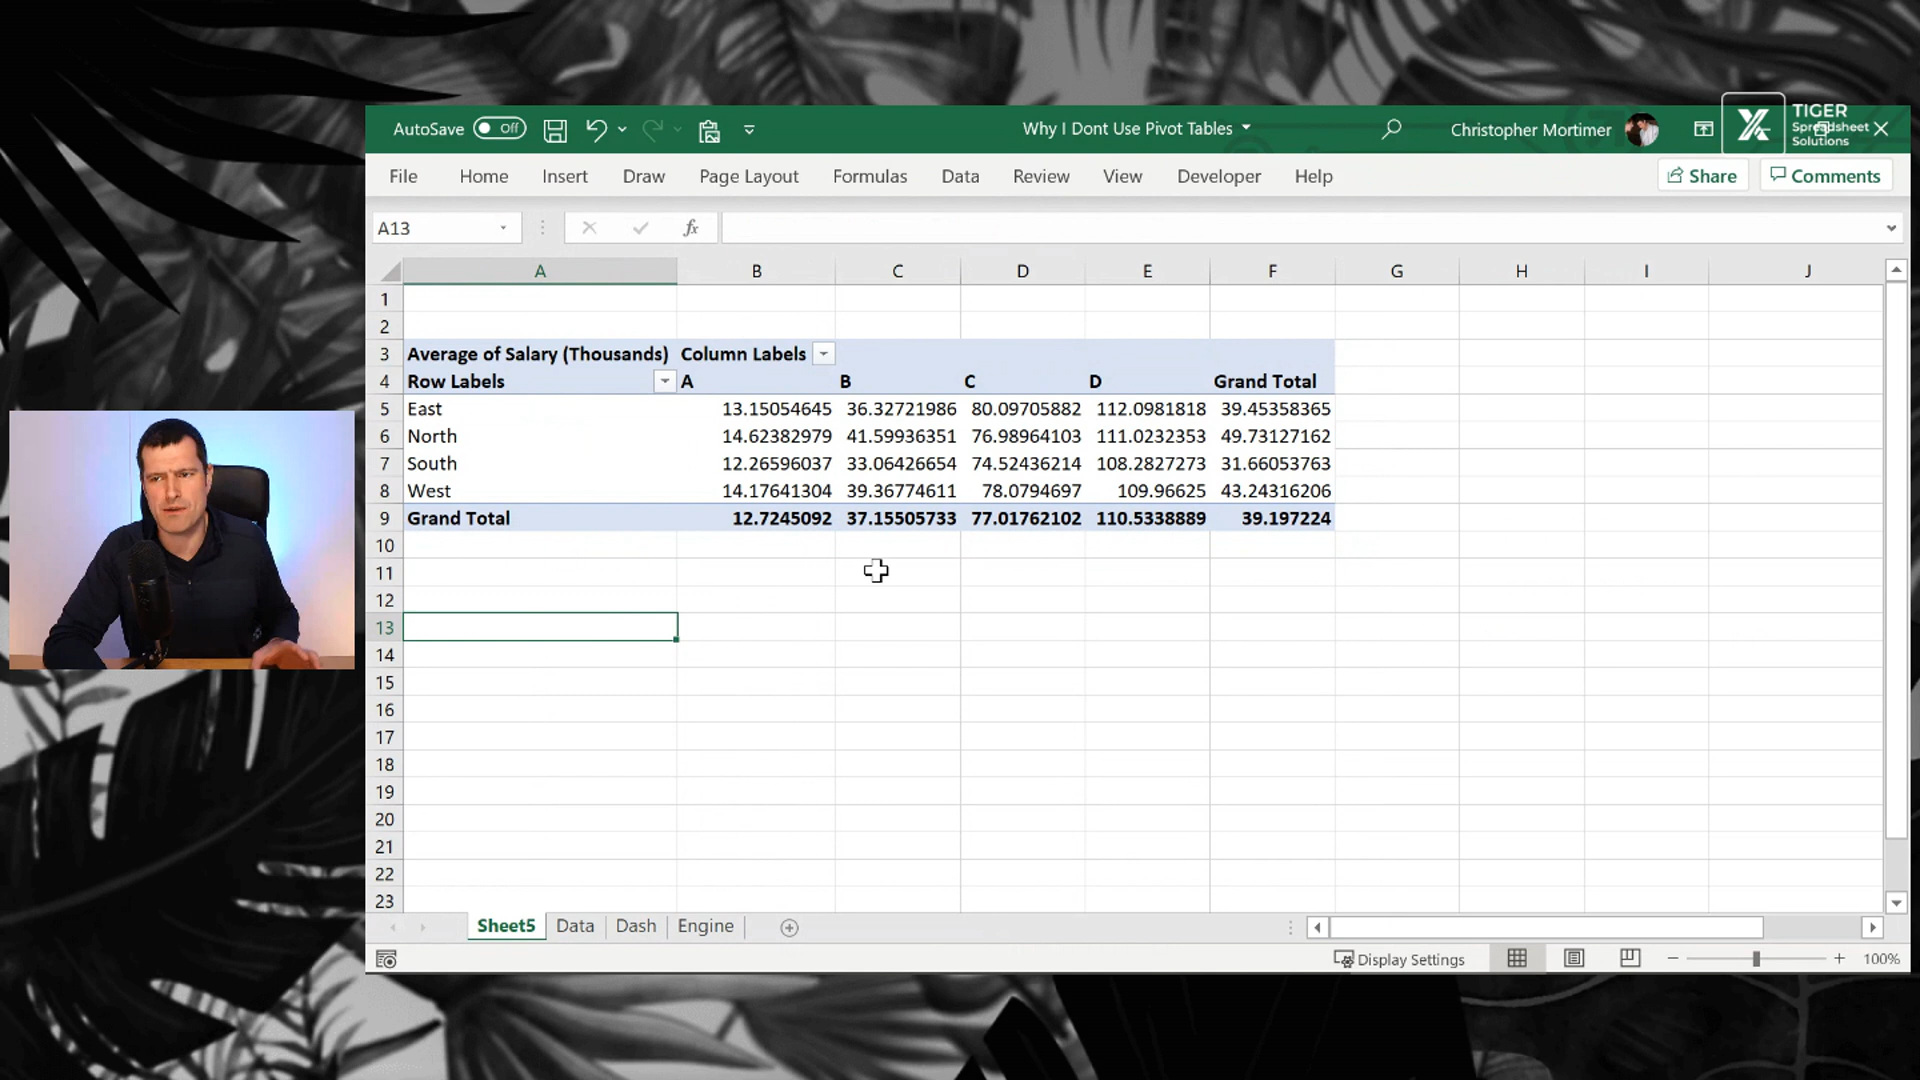 AutoSave Off Why I Dont Use Pivot Tables Christopher Mortimer
TIGER
Spreadsheet
Solutions
File Home Insert Draw Page Layout Formulas Data Review View Developer Help Share Comments
A13 fx
A B C D E F G H I J
1
2
3 Average of Salary (Thousands) Column Labels
4 Row Labels A B C D Grand Total
5 East 13.15054645 36.32721986 80.09705882 112.0981818 39.45358365
6 North 14.62382979 41.59936351 76.98964103 111.0232353 49.73127162
7 South 12.26596037 33.06426654 74.52436214 108.2827273 31.66053763
8 West 14.17641304 39.36774611 78.0794697 109.96625 43.24316206
9 Grand Total 12.7245092 37.15505733 77.01762102 110.5338889 39.197224
10
11
12
13
14
15
16
17
18
19
20
21
22
23
Sheet5 Data Dash Engine
Display Settings 100%